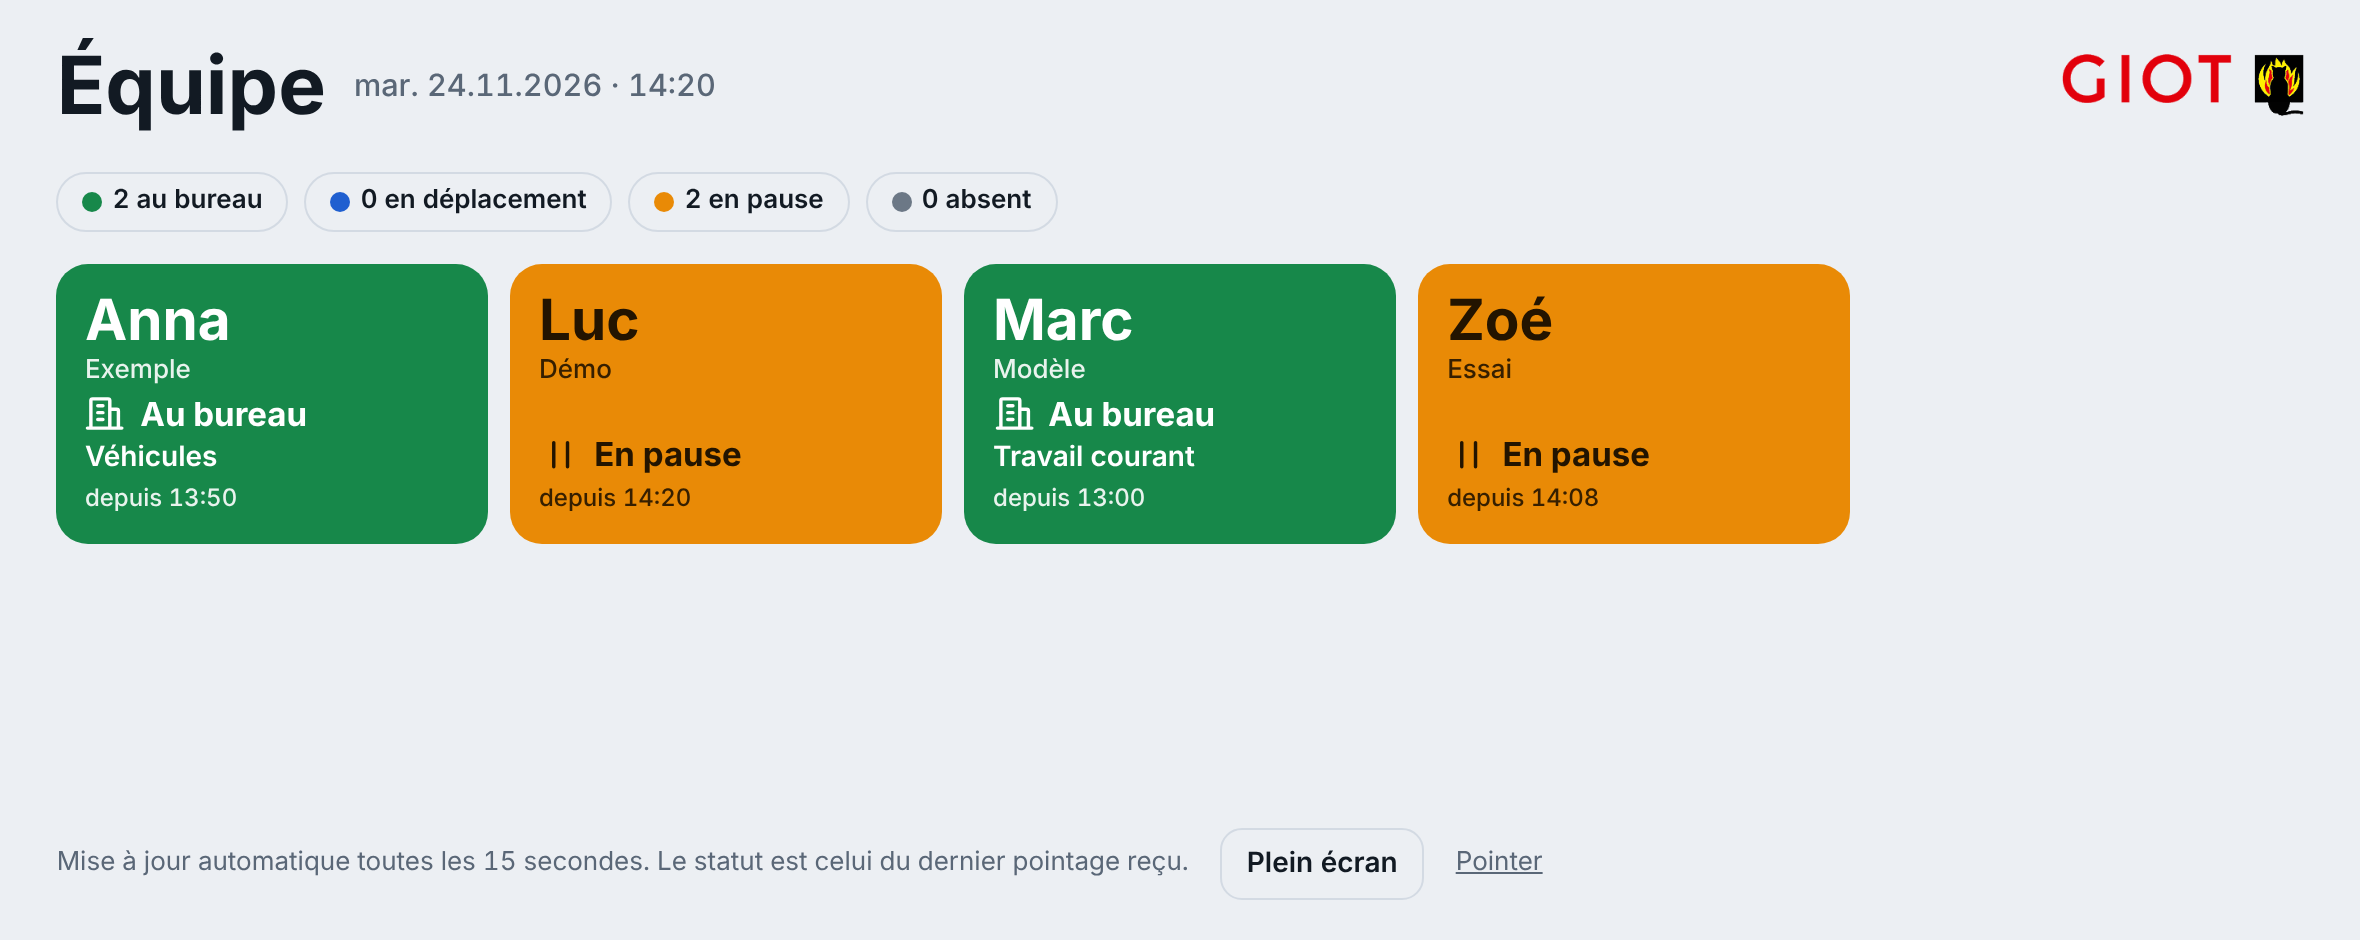 Équipe mar. 24.11.2026 · 14:20
GIOT
2 au bureau
0 en déplacement
2 en pause
0 absent
Anna
Exemple
Au bureau
Véhicules
depuis 13:50
Luc
Démo
En pause
depuis 14:20
Marc
Modèle
Au bureau
Travail courant
depuis 13:00
Zoé
Essai
En pause
depuis 14:08
Mise à jour automatique toutes les 15 secondes. Le statut est celui du dernier pointage reçu.
Plein écran
Pointer